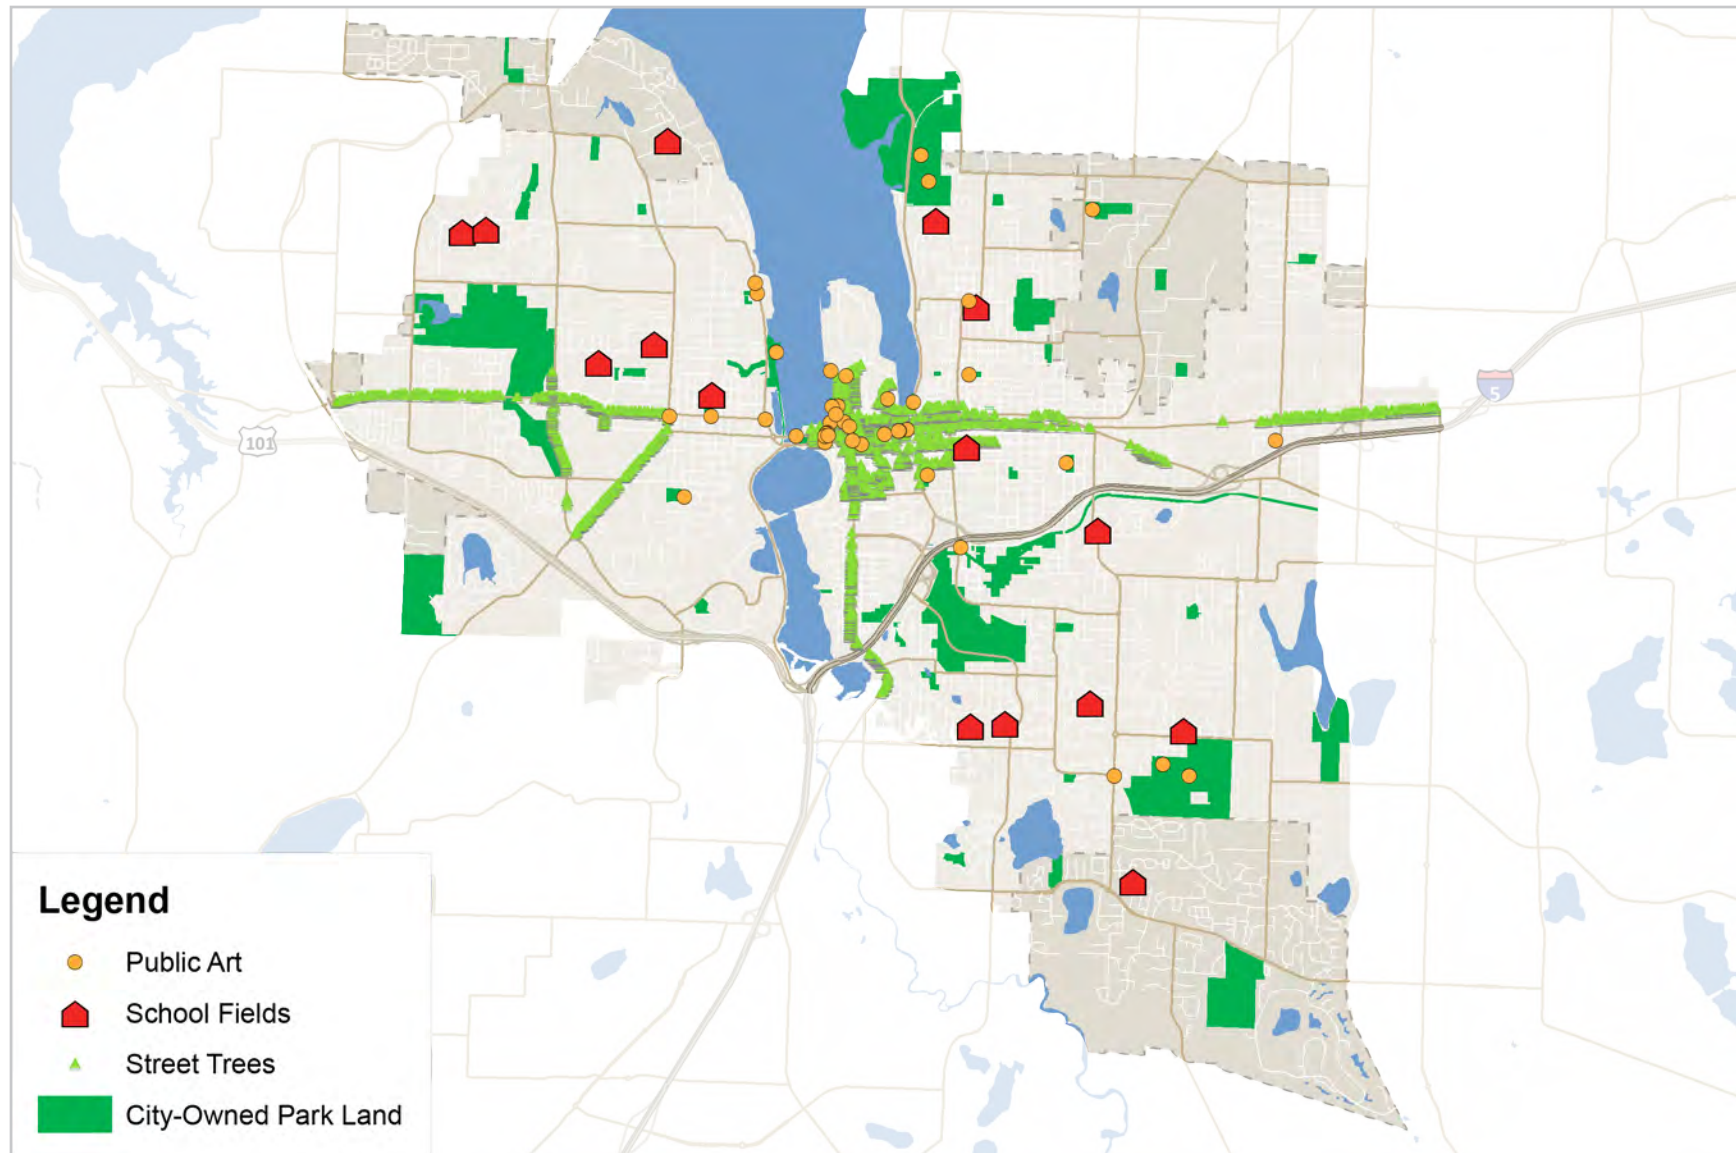 101
5
Legend
Public Art
School Fields
Street Trees
City-Owned Park Land